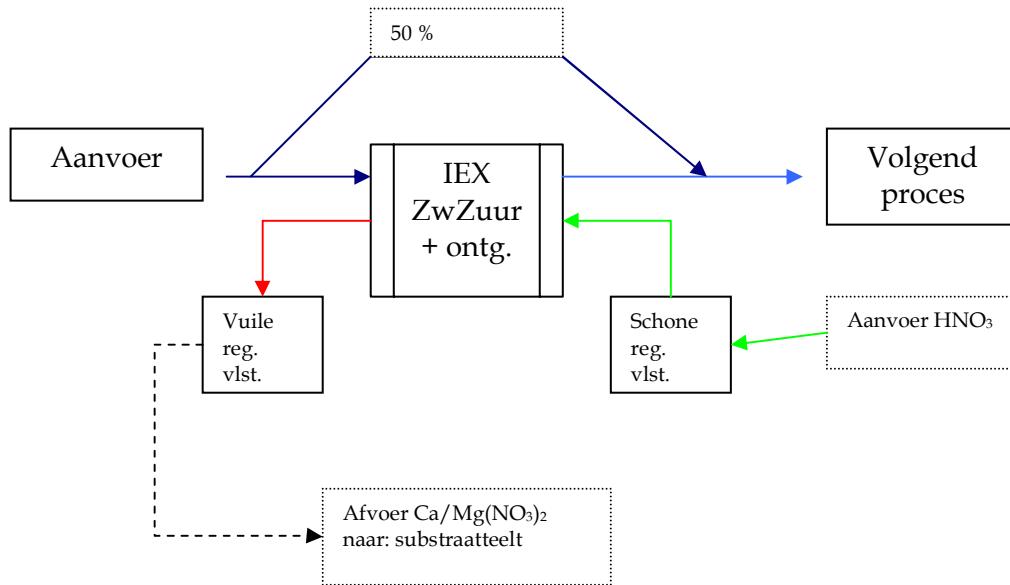 50 %
Aanvoer
IEX
ZwZuur
+ ontg.
Volgend
proces
Vuile
reg.
vlst.
Schone
reg.
vlst.
Aanvoer HNO₃
Afvoer Ca/Mg(NO₃)₂
naar: substraatteelt